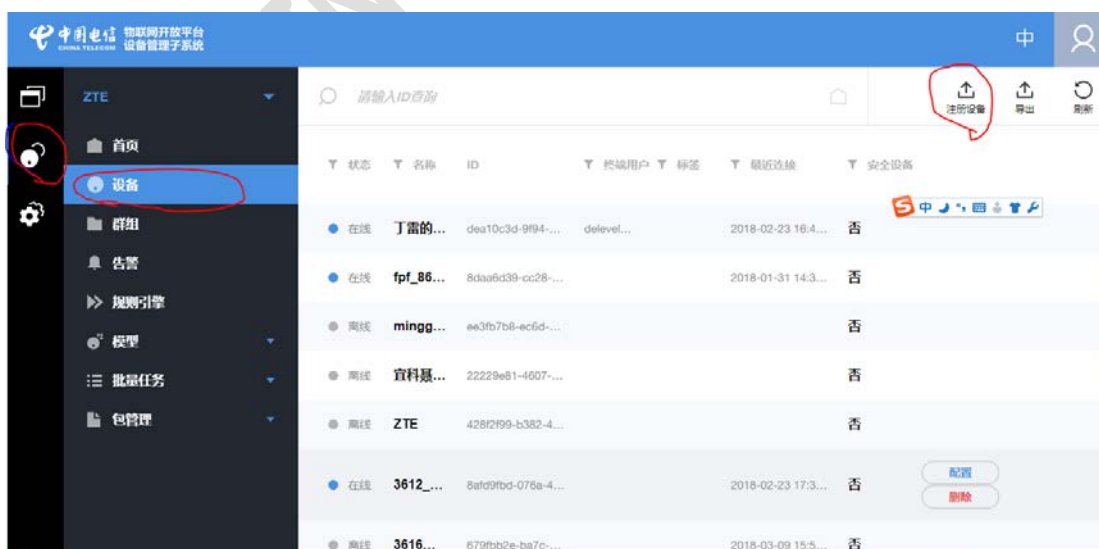 中国电信 物联网开放平台
CHINA TELECOM 设备管理子系统
中
ZTE
请输入ID查询
注册设备 导出 刷新
首页
设备
群组
告警
规则引擎
模型
批量任务
包管理
状态 名称 ID 终端用户 标签 最近连接 安全设备
中
在线 丁雷的... dea10c3d-9f94-... delevel... 2018-02-23 16:4... 否
在线 fpf_86... 8daa6d39-cc28-... 2018-01-31 14:3... 否
离线 mingg... ee3fb7b8-ec6d-... 否
离线 宜科聂... 22229e81-4607-... 否
离线 ZTE 428f2f99-b382-4... 否
在线 3612_... 8afd9fbd-076a-4... 2018-02-23 17:3... 否
配置
删除
离线 3616... 679fbb2e-ba7c-... 2018-03-09 15:5... 否